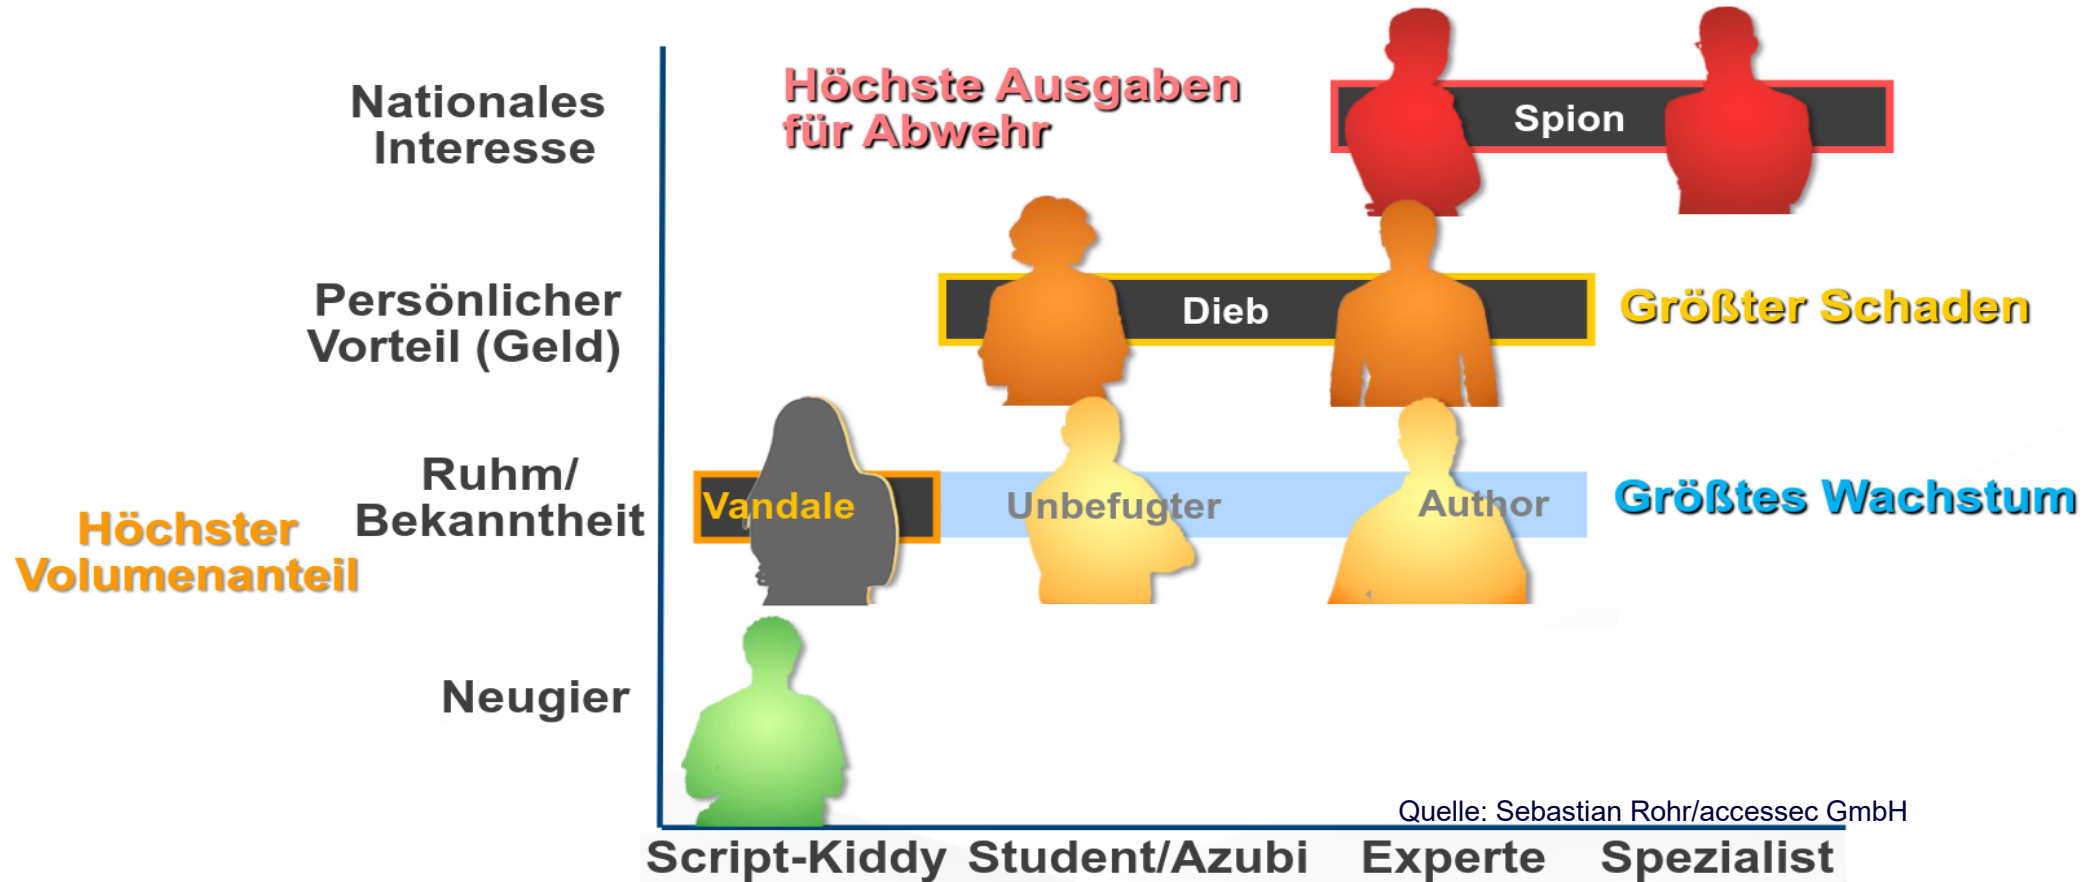 Nationales
Interesse
Höchste Ausgaben
für Abwehr
Spion
Persönlicher
Vorteil (Geld)
Dieb
Größter Schaden
Ruhm/
Bekanntheit
Höchster
Volumenanteil
Vandale
Unbefugter
Author
Größtes Wachstum
Neugier
Quelle: Sebastian Rohr/accessec GmbH
Script-Kiddy Student/Azubi Experte Spezialist